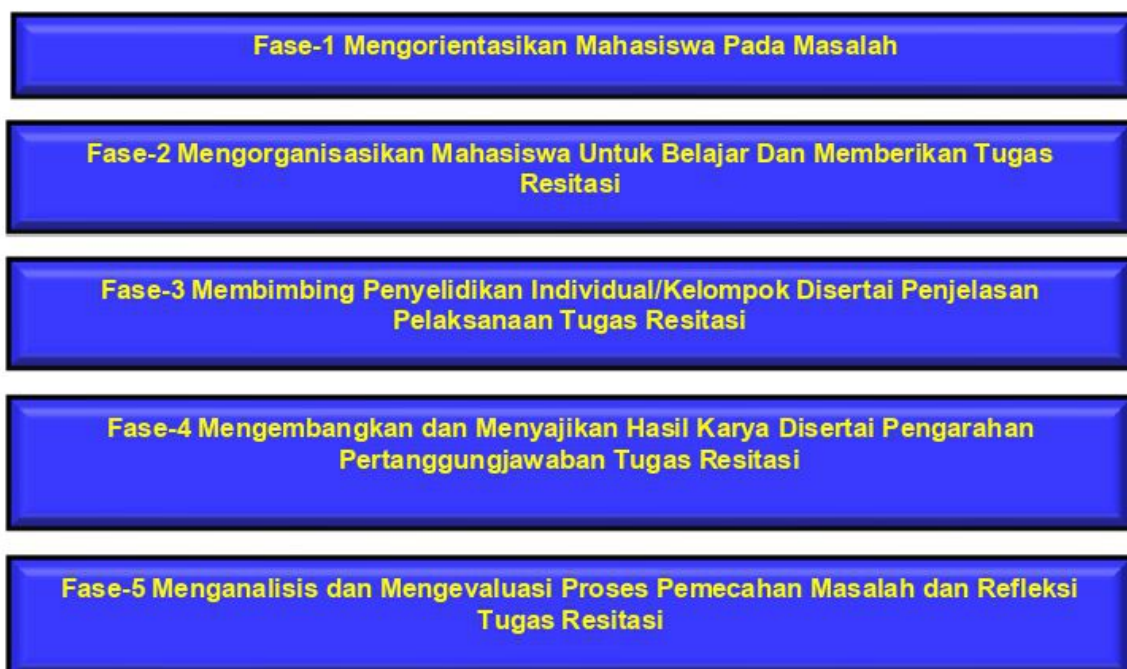 Fase-1 Mengorientasikan Mahasiswa Pada Masalah
Fase-2 Mengorganisasikan Mahasiswa Untuk Belajar Dan Memberikan Tugas
Resitasi
Fase-3 Membimbing Penyelidikan Individual/Kelompok Disertai Penjelasan
Pelaksanaan Tugas Resitasi
Fase-4 Mengembangkan dan Menyajikan Hasil Karya Disertai Pengarahan
Pertanggungjawaban Tugas Resitasi
Fase-5 Menganalisis dan Mengevaluasi Proses Pemecahan Masalah dan Refleksi
Tugas Resitasi